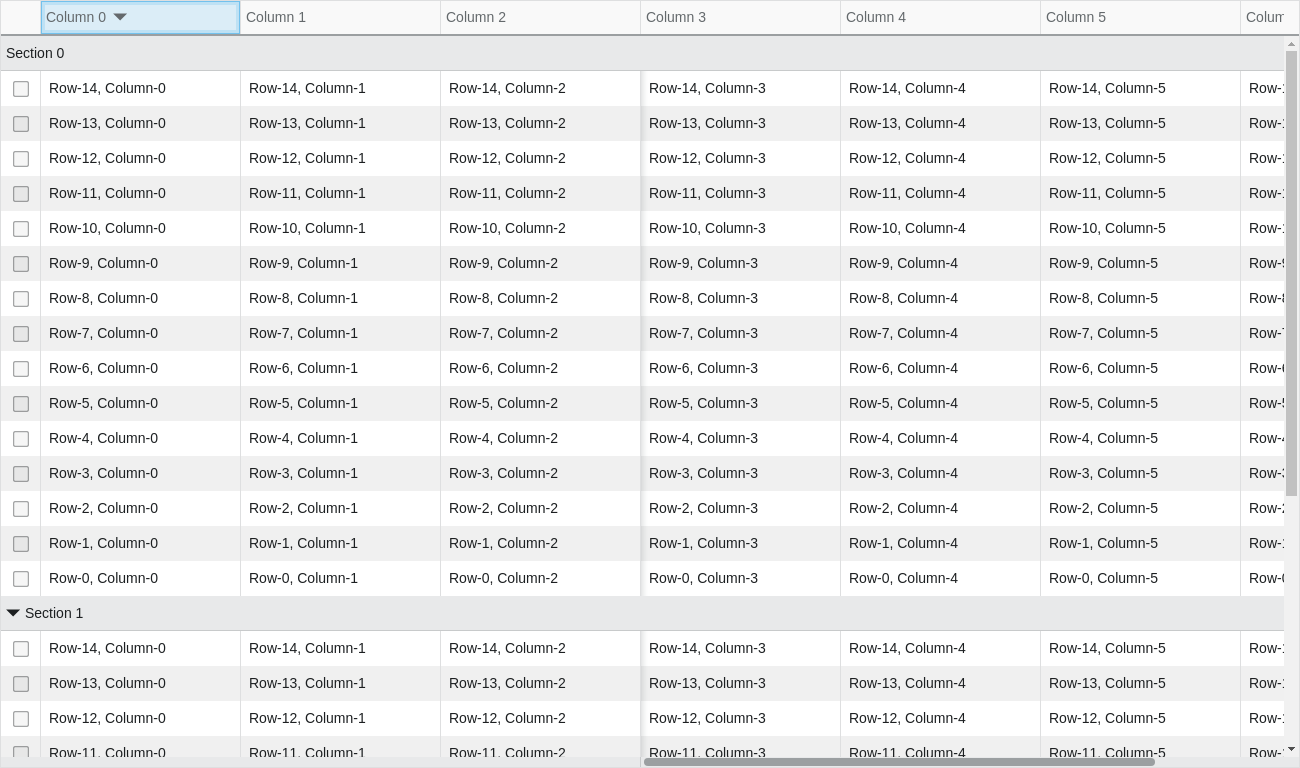 Column 0 Column 1 Column 2 Column 3 Column 4 Column 5 Colum
Section 0
Row-14, Column-0 Row-14, Column-1 Row-14, Column-2 Row-14, Column-3 Row-14, Column-4 Row-14, Column-5 Row-1
Row-13, Column-0 Row-13, Column-1 Row-13, Column-2 Row-13, Column-3 Row-13, Column-4 Row-13, Column-5 Row-1
Row-12, Column-0 Row-12, Column-1 Row-12, Column-2 Row-12, Column-3 Row-12, Column-4 Row-12, Column-5 Row-1
Row-11, Column-0 Row-11, Column-1 Row-11, Column-2 Row-11, Column-3 Row-11, Column-4 Row-11, Column-5 Row-1
Row-10, Column-0 Row-10, Column-1 Row-10, Column-2 Row-10, Column-3 Row-10, Column-4 Row-10, Column-5 Row-1
Row-9, Column-0 Row-9, Column-1 Row-9, Column-2 Row-9, Column-3 Row-9, Column-4 Row-9, Column-5 Row-9
Row-8, Column-0 Row-8, Column-1 Row-8, Column-2 Row-8, Column-3 Row-8, Column-4 Row-8, Column-5 Row-8
Row-7, Column-0 Row-7, Column-1 Row-7, Column-2 Row-7, Column-3 Row-7, Column-4 Row-7, Column-5 Row-7
Row-6, Column-0 Row-6, Column-1 Row-6, Column-2 Row-6, Column-3 Row-6, Column-4 Row-6, Column-5 Row-6
Row-5, Column-0 Row-5, Column-1 Row-5, Column-2 Row-5, Column-3 Row-5, Column-4 Row-5, Column-5 Row-5
Row-4, Column-0 Row-4, Column-1 Row-4, Column-2 Row-4, Column-3 Row-4, Column-4 Row-4, Column-5 Row-4
Row-3, Column-0 Row-3, Column-1 Row-3, Column-2 Row-3, Column-3 Row-3, Column-4 Row-3, Column-5 Row-3
Row-2, Column-0 Row-2, Column-1 Row-2, Column-2 Row-2, Column-3 Row-2, Column-4 Row-2, Column-5 Row-2
Row-1, Column-0 Row-1, Column-1 Row-1, Column-2 Row-1, Column-3 Row-1, Column-4 Row-1, Column-5 Row-1
Row-0, Column-0 Row-0, Column-1 Row-0, Column-2 Row-0, Column-3 Row-0, Column-4 Row-0, Column-5 Row-0
Section 1
Row-14, Column-0 Row-14, Column-1 Row-14, Column-2 Row-14, Column-3 Row-14, Column-4 Row-14, Column-5 Row-1
Row-13, Column-0 Row-13, Column-1 Row-13, Column-2 Row-13, Column-3 Row-13, Column-4 Row-13, Column-5 Row-1
Row-12, Column-0 Row-12, Column-1 Row-12, Column-2 Row-12, Column-3 Row-12, Column-4 Row-12, Column-5 Row-1
Row-11, Column-0 Row-11, Column-1 Row-11, Column-2 Row-11, Column-3 Row-11, Column-4 Row-11, Column-5 Row-1